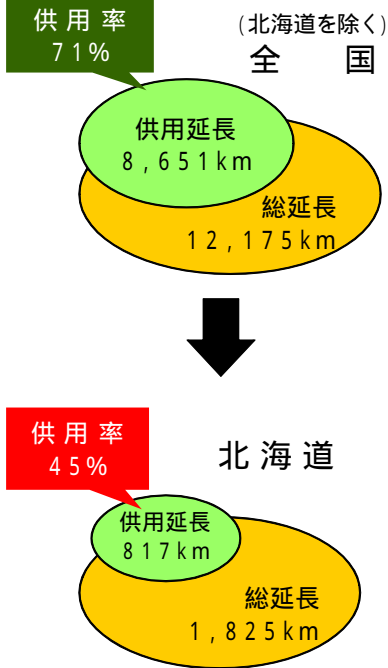 供用率
71%
(北海道を除く)
全国
供用延長
8,651km
総延長
12,175km
供用率
45%
北海道
供用延長
817km
総延長
1,825km